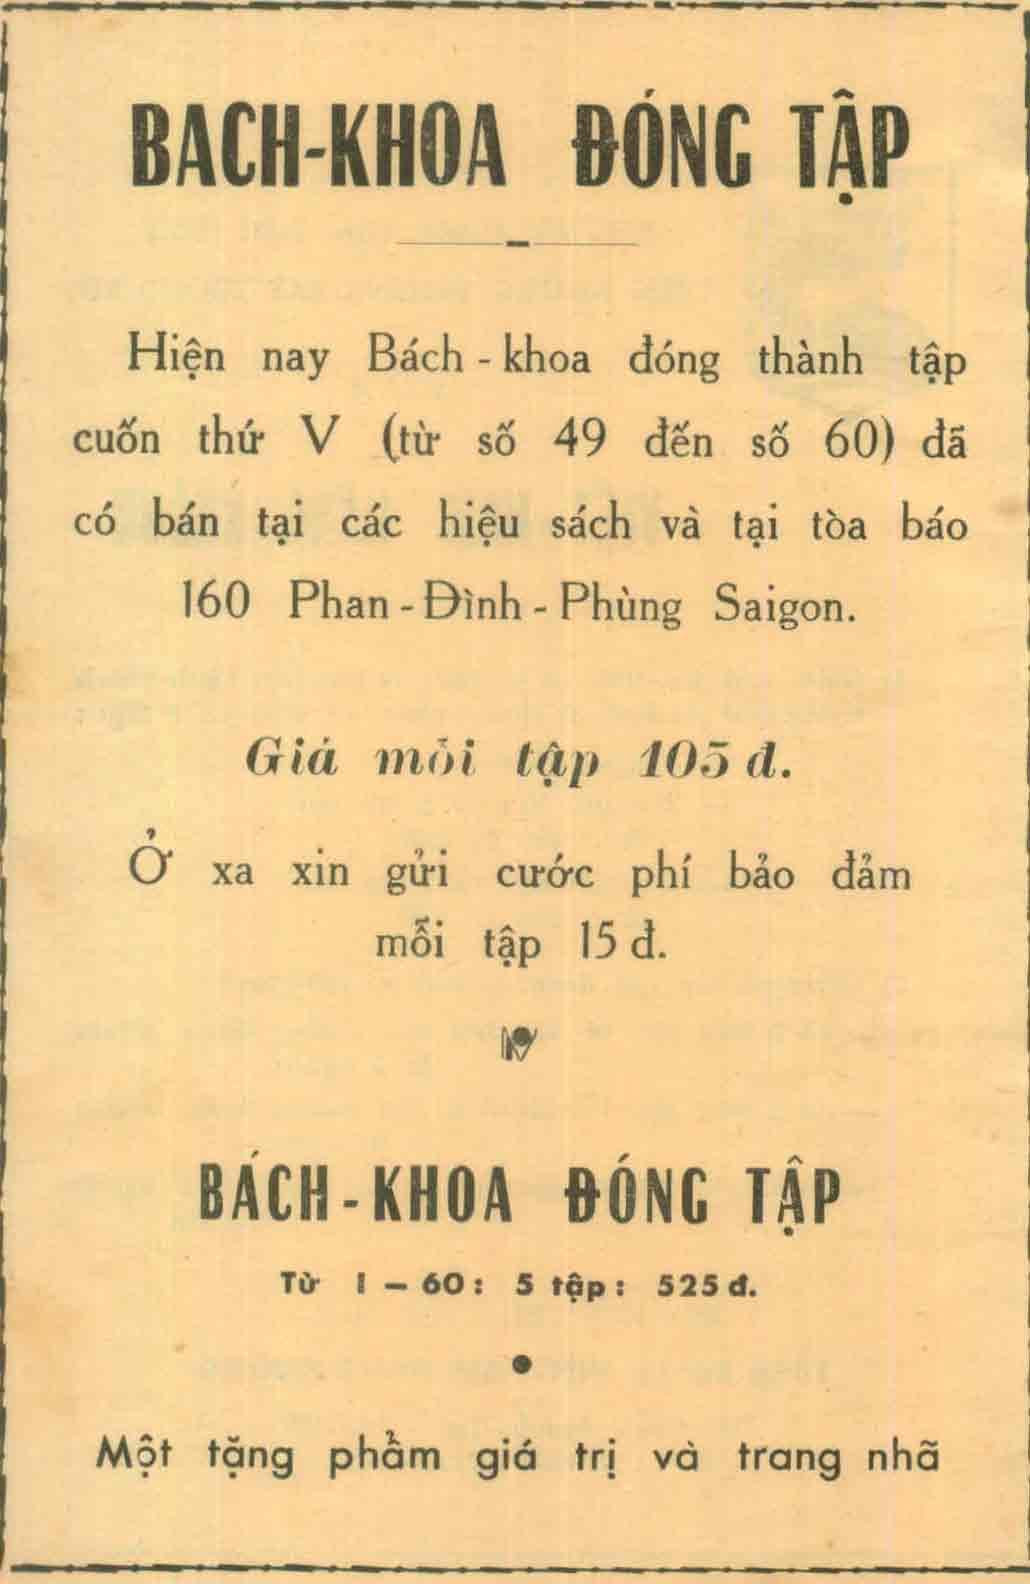 BACH-KHOA ĐÓNG TẬP
Hiện nay Bách - khoa đóng thành tập
cuốn thứ V (từ số 49 đến số 60) đã
có bán tại các hiệu sách và tại tòa báo
160 Phan - Đình - Phùng Saigon.
Giá mỗi tập 105 đ.
Ở xa xin gửi cước phí bảo đảm
mỗi tập 15 đ.
BÁCH - KHOA ĐÓNG TẬP
Từ 1 — 60 : 5 tập : 525 đ.
Một tặng phẩm giá trị và trang nhã